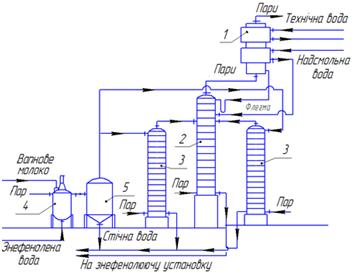 Пари
1
Технічна вода
Надсмольна
вода
Пари
Флегма
Вапнове
молоко
2
3
3
Пар
4
5
Пар
Пар
Пар
Знефенолена
вода
Стічна вода
На знефенолюючу установку